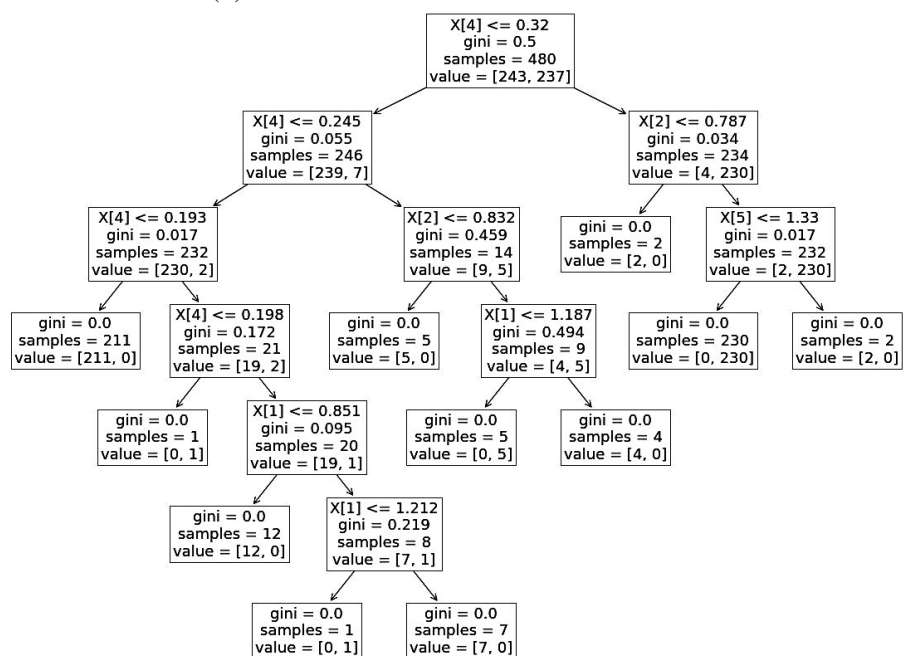 X[4] <= 0.32
gini = 0.5
samples = 480
value = [243, 237]
X[4] <= 0.245
gini = 0.055
samples = 246
value = [239, 7]
X[2] <= 0.787
gini = 0.034
samples = 234
value = [4, 230]
X[4] <= 0.193
gini = 0.017
samples = 232
value = [230, 2]
X[2] <= 0.832
gini = 0.459
samples = 14
value = [9, 5]
gini = 0.0
samples = 2
value = [2, 0]
X[5] <= 1.33
gini = 0.017
samples = 232
value = [2, 230]
gini = 0.0
samples = 211
value = [211, 0]
X[4] <= 0.198
gini = 0.172
samples = 21
value = [19, 2]
gini = 0.0
samples = 5
value = [5, 0]
X[1] <= 1.187
gini = 0.494
samples = 9
value = [4, 5]
gini = 0.0
samples = 230
value = [0, 230]
gini = 0.0
samples = 2
value = [2, 0]
gini = 0.0
samples = 1
value = [0, 1]
X[1] <= 0.851
gini = 0.095
samples = 20
value = [19, 1]
gini = 0.0
samples = 5
value = [0, 5]
gini = 0.0
samples = 4
value = [4, 0]
gini = 0.0
samples = 12
value = [12, 0]
X[1] <= 1.212
gini = 0.219
samples = 8
value = [7, 1]
gini = 0.0
samples = 1
value = [0, 1]
gini = 0.0
samples = 7
value = [7, 0]